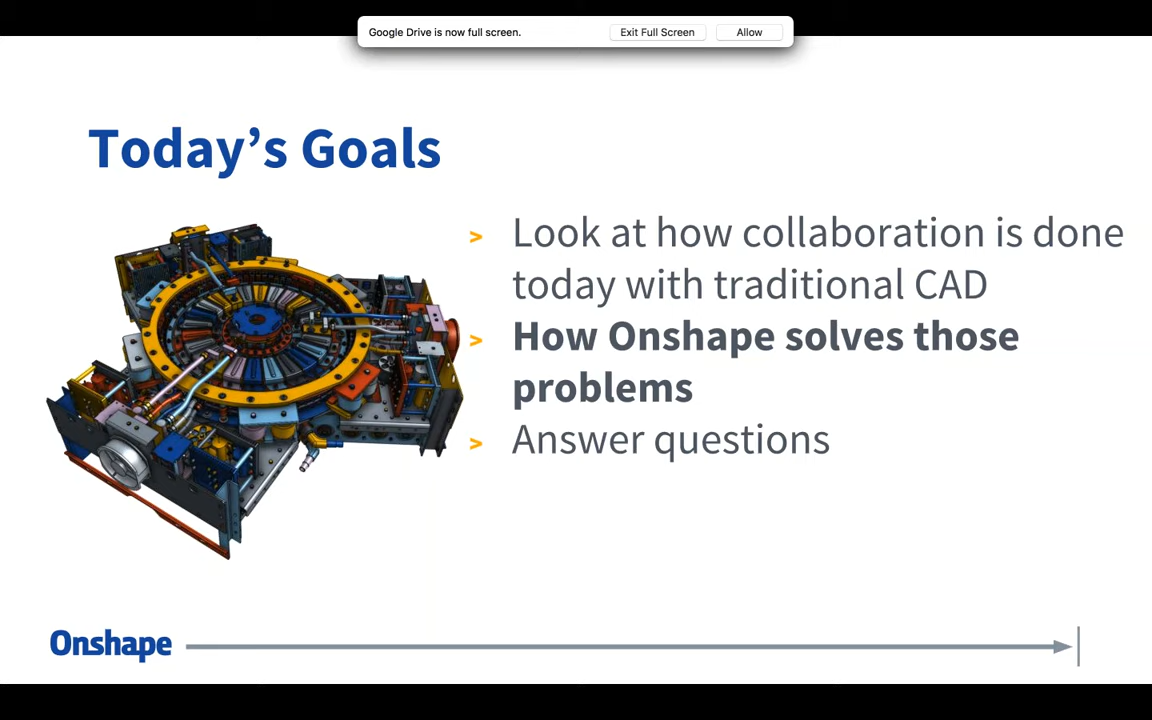 Google Drive is now full screen. Exit Full Screen Allow
Today’s Goals
> Look at how collaboration is done
today with traditional CAD
> How Onshape solves those
problems
> Answer questions
Onshape